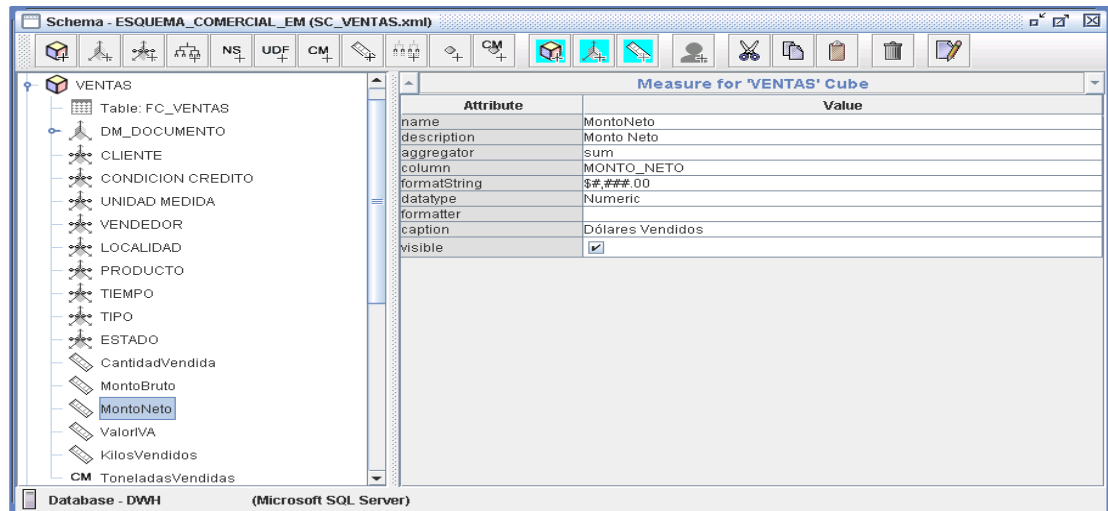 Schema - ESQUEMA_COMERCIAL_EM (SC_VENTAS.xml)
NS UDF CM CM
VENTAS
Table: FC_VENTAS
DM_DOCUMENTO
CLIENTE
CONDICION CREDITO
UNIDAD MEDIDA
VENDEDOR
LOCALIDAD
PRODUCTO
TIEMPO
TIPO
ESTADO
CantidadVendida
MontoBruto
MontoNeto
ValorIVA
KilosVendidos
CM ToneladasVendidas
Measure for 'VENTAS' Cube
Attribute Value
name MontoNeto
description Monto Neto
aggregator sum
column MONTO_NETO
formatString $#,###.00
datatype Numeric
formatter
caption Dólares Vendidos
visible
Database - DWH (Microsoft SQL Server)